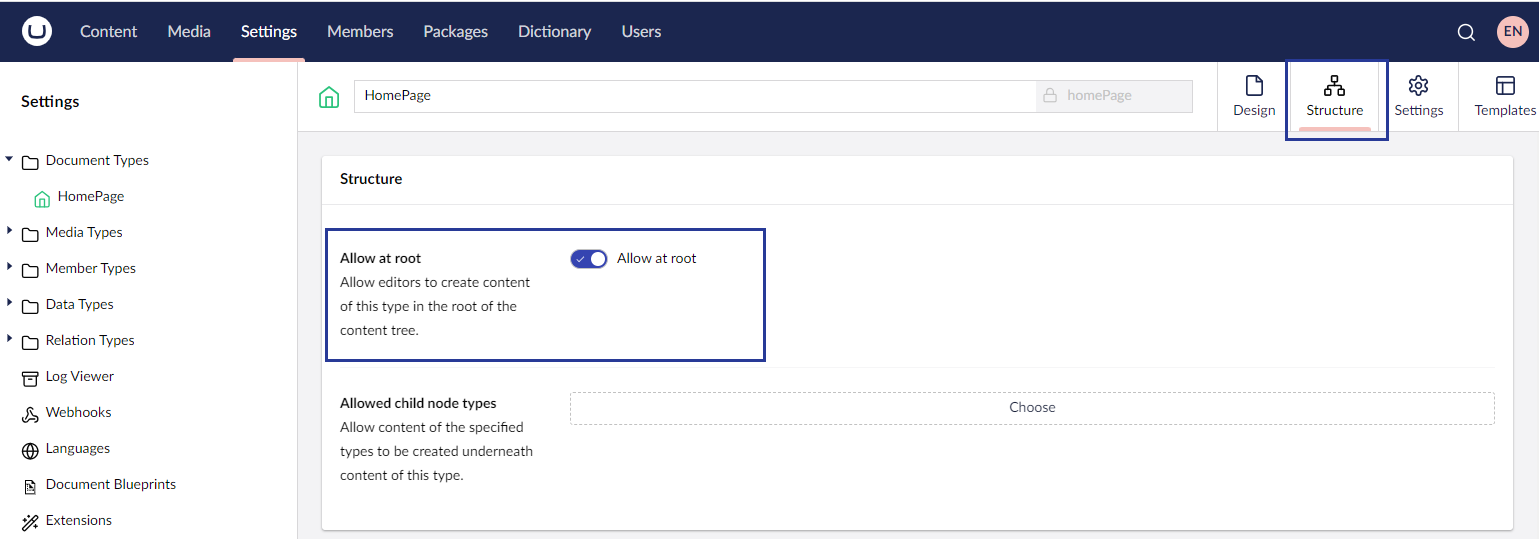 Content Media Settings Members Packages Dictionary Users EN
Settings
HomePage homePage
Design Structure Settings Templates
Document Types
HomePage
Media Types
Member Types
Data Types
Relation Types
Log Viewer
Webhooks
Languages
Document Blueprints
Extensions
Structure
Allow at root
Allow editors to create content
of this type in the root of the
content tree.
Allow at root
Allowed child node types
Allow content of the specified
types to be created underneath
content of this type.
Choose